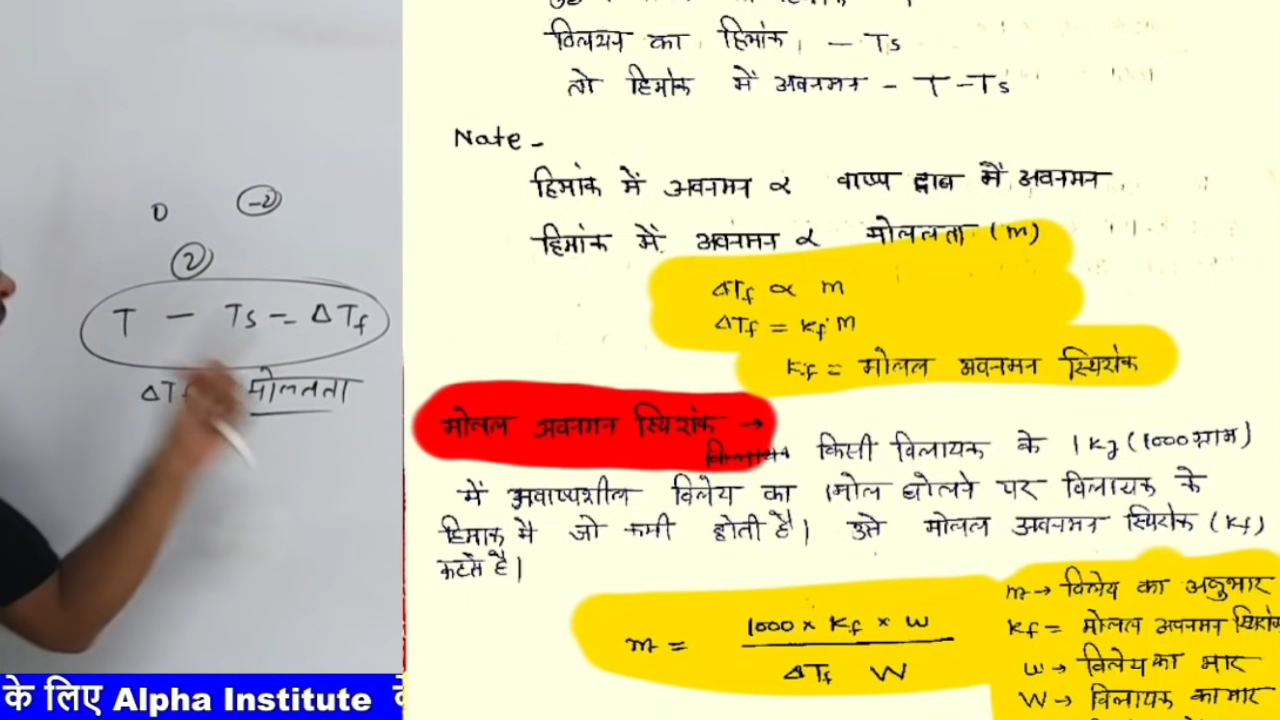 0 -2
2
T - Ts = ΔTf
मोललता
के लिए Alpha Institute
विलयन का हिमांक, - Ts
तो हिमांक में अवनमन - T-Ts
Note -
हिमांक में अवनमन ∝ वाष्प दाब में अवनमन
हिमांक में अवनमन ∝ मोललता (m)
ΔTf ∝ m
ΔTf = kf m
Kf = मोलल अवनमन स्थिरांक
मोलल अवनमन स्थिरांक →
किसी विलायक के 1 Kg (1000 ग्राम)
में अवाष्पशील विलेय का 1 मोल घोलने पर विलायक के
हिमांक में जो कमी होती है। उसे मोलल अवनमन स्थिरांक (Kf)
कहते है।
m → विलेय का अणुभार
1000 × Kf × w
Kf = मोलल अवनमन
m =
w → विलेय का भार
ΔTf W
W → विलायक का भार